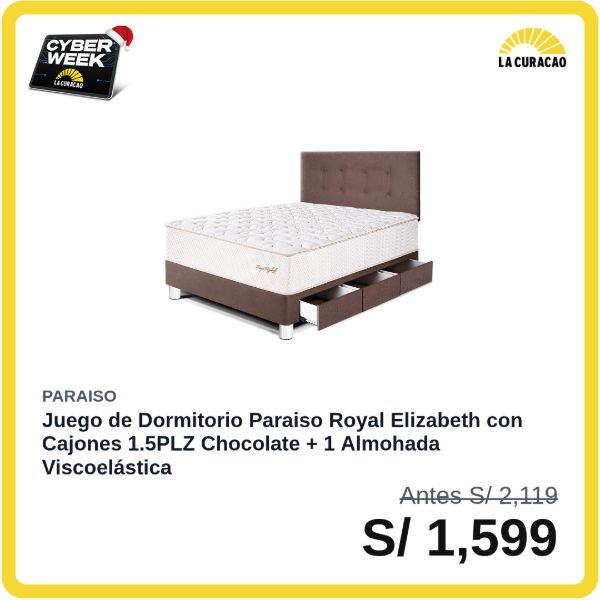 CYBER
WEEK
LA CURACAO
LA CURACAO
PARAISO
Juego de Dormitorio Paraiso Royal Elizabeth con
Cajones 1.5PLZ Chocolate + 1 Almohada
Viscoelástica
Antes S/ 2,119
S/ 1,599